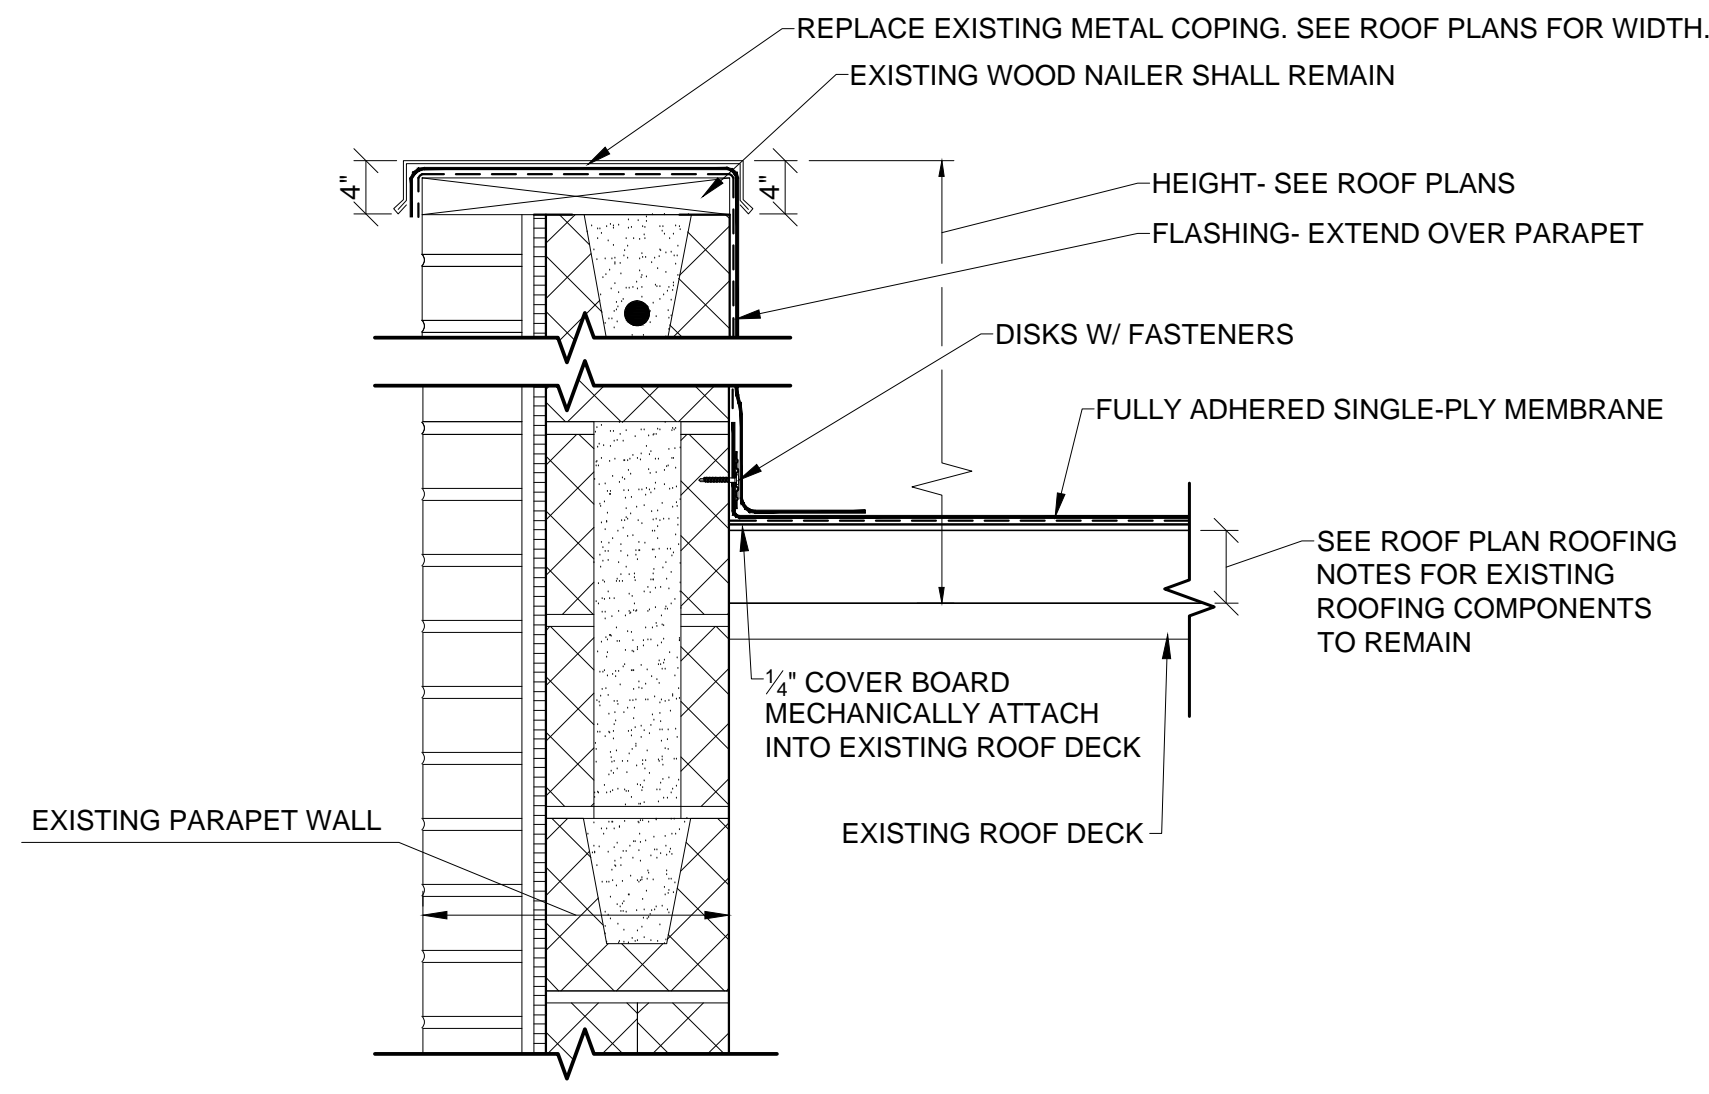 REPLACE EXISTING METAL COPING. SEE ROOF PLANS FOR WIDTH.
EXISTING WOOD NAILER SHALL REMAIN
4"
4"
HEIGHT- SEE ROOF PLANS
FLASHING- EXTEND OVER PARAPET
DISKS W/ FASTENERS
FULLY ADHERED SINGLE-PLY MEMBRANE
SEE ROOF PLAN ROOFING
NOTES FOR EXISTING
ROOFING COMPONENTS
TO REMAIN
1/4" COVER BOARD
MECHANICALLY ATTACH
INTO EXISTING ROOF DECK
EXISTING PARAPET WALL
EXISTING ROOF DECK